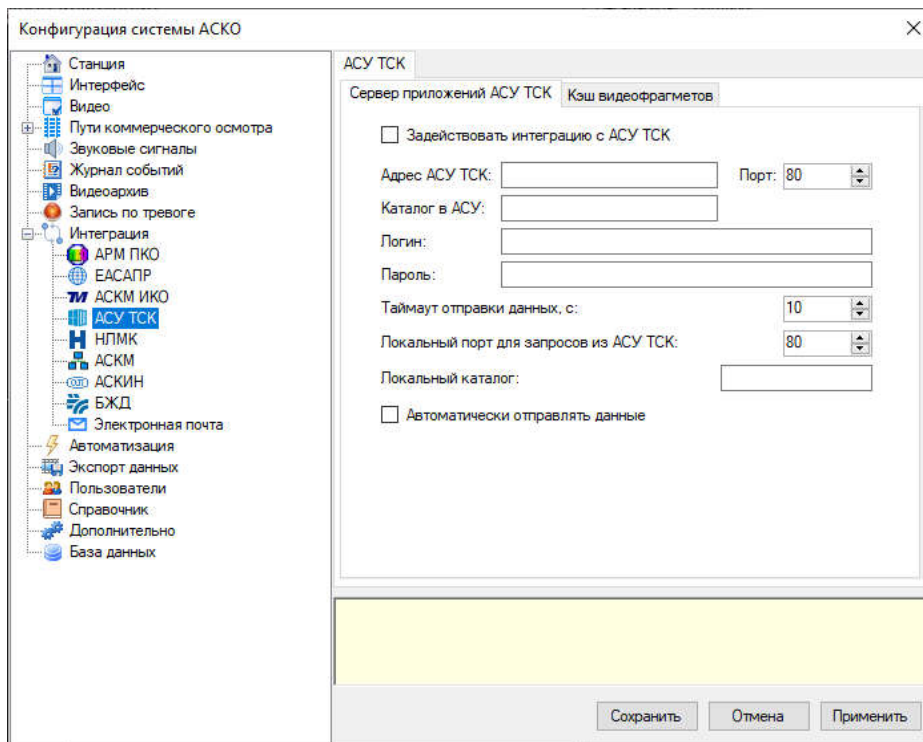 Конфигурация системы АСКО
Станция
Интерфейс
Видео
Пути коммерческого осмотра
Звуковые сигналы
Журнал событий
Видеоархив
Запись по тревоге
Интеграция
АРМ ПКО
ЕАСАПР
АСКМ ИКО
АСУ ТСК
НЛМК
АСКМ
АСКИН
БЖД
Электронная почта
Автоматизация
Экспорт данных
Пользователи
Справочник
Дополнительно
База данных
АСУ ТСК
Сервер приложений АСУ ТСК
Кэш видеофрагметов
Задействовать интеграцию с АСУ ТСК
Адрес АСУ ТСК: Порт: 80
Каталог в АСУ:
Логин:
Пароль:
Таймаут отправки данных, с: 10
Локальный порт для запросов из АСУ ТСК: 80
Локальный каталог:
Автоматически отправлять данные
Сохранить Отмена Применить